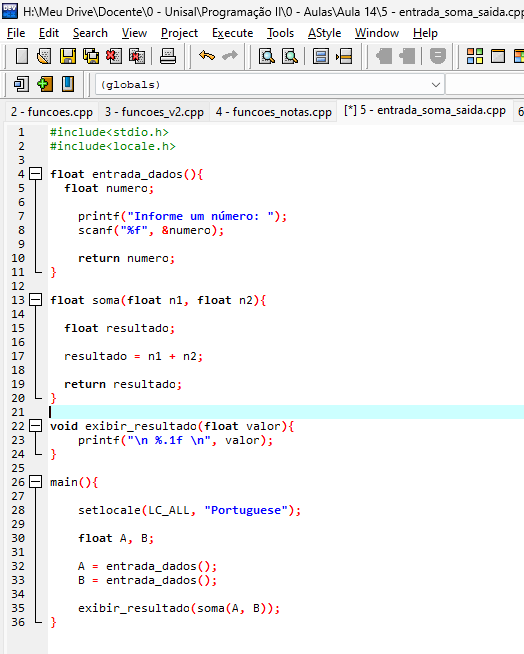 H:\Meu Drive\Docente\0 - Unisal\Programação II\0 - Aulas\Aula 14\5 - entrada_soma_saida.cpp
File Edit Search View Project Execute Tools AStyle Window Help
(globals)
2 - funcoes.cpp 3 - funcoes_v2.cpp 4 - funcoes_notas.cpp [*] 5 - entrada_soma_saida.cpp 6
1 #include<stdio.h>
2 #include<locale.h>
3
4 float entrada_dados(){
5 float numero;
6
7 printf("Informe um número: ");
8 scanf("%f", &numero);
9
10 return numero;
11 }
12
13 float soma(float n1, float n2){
14
15 float resultado;
16
17 resultado = n1 + n2;
18
19 return resultado;
20 }
21
22 void exibir_resultado(float valor){
23 printf("\n %.1f \n", valor);
24 }
25
26 main(){
27
28 setlocale(LC_ALL, "Portuguese");
29
30 float A, B;
31
32 A = entrada_dados();
33 B = entrada_dados();
34
35 exibir_resultado(soma(A, B));
36 }